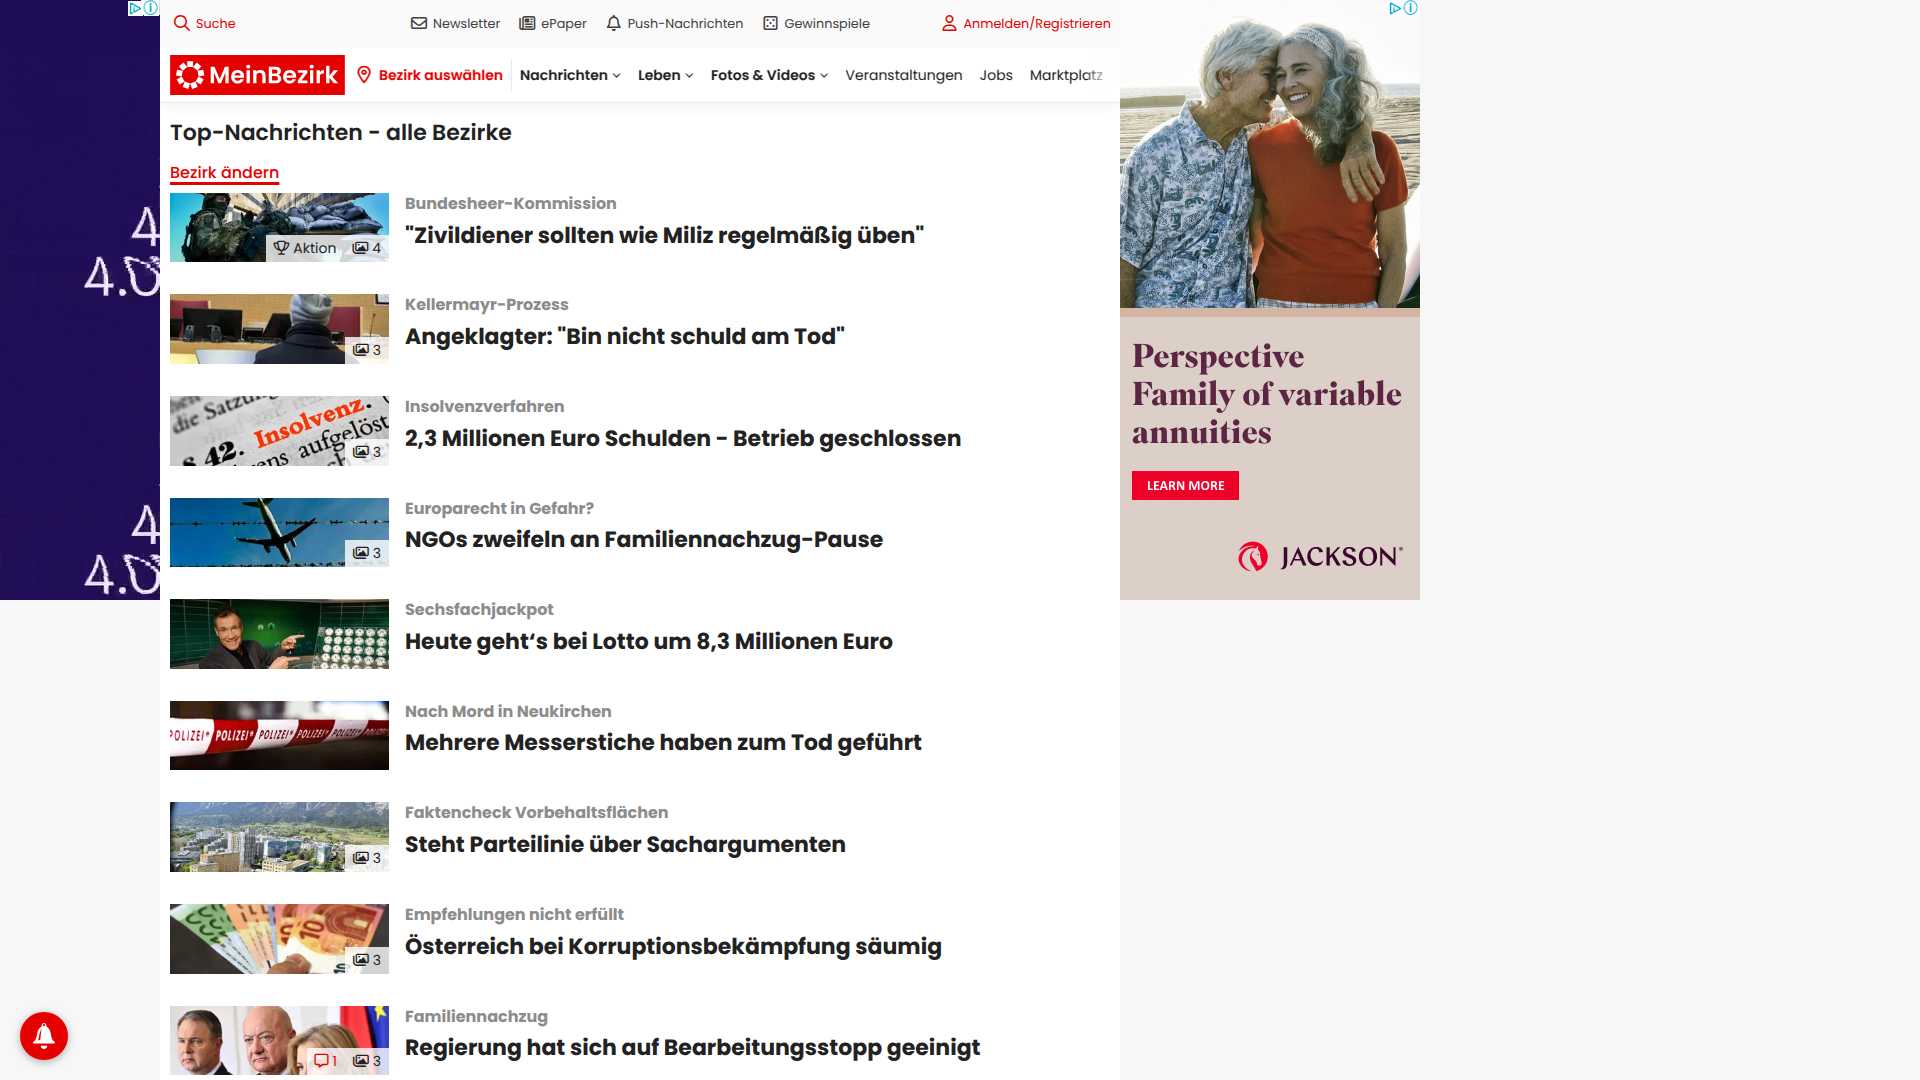 Suche
Newsletter
ePaper
Push-Nachrichten
Gewinnspiele
Anmelden/Registrieren
MeinBezirk
Bezirk auswählen
Nachrichten
Leben
Fotos & Videos
Veranstaltungen
Jobs
Marktplatz
Top-Nachrichten - alle Bezirke
Bezirk ändern
Aktion
4
Bundesheer-Kommission
"Zivildiener sollten wie Miliz regelmäßig üben"
3
Kellermayr-Prozess
Angeklagter: "Bin nicht schuld am Tod"
die Satzu
Insolvenz.
§ 42.
aufgelöst
3
Insolvenzverfahren
2,3 Millionen Euro Schulden - Betrieb geschlossen
3
Europarecht in Gefahr?
NGOs zweifeln an Familiennachzug-Pause
Sechsfachjackpot
Heute geht‘s bei Lotto um 8,3 Millionen Euro
POLIZEI* POLIZEI* POLIZEI* POLIZEI* POLIZEI*
Nach Mord in Neukirchen
Mehrere Messerstiche haben zum Tod geführt
3
Faktencheck Vorbehaltsflächen
Steht Parteilinie über Sachargumenten
10
3
Empfehlungen nicht erfüllt
Österreich bei Korruptionsbekämpfung säumig
1
3
Familiennachzug
Regierung hat sich auf Bearbeitungsstopp geeinigt
4
4.0
4
4.0
Perspective
Family of variable
annuities
LEARN MORE
JACKSON®